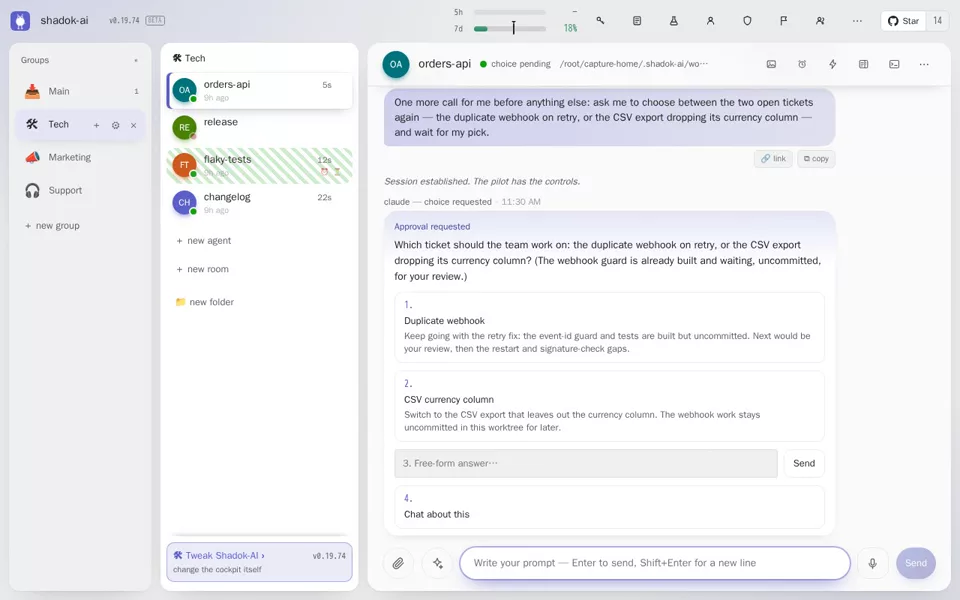 shadok-ai v0.19.74 BETA
5h –
7d 18%
Star 14
Groups
Main 1
Tech
Marketing
Support
+ new group
Tech
OA orders-api 5s
9h ago
RE release
FT flaky-tests 12s
9h ago
CH changelog 22s
9h ago
+ new agent
+ new room
new folder
Tweak Shadok-AI › v0.19.74
change the cockpit itself
OA orders-api choice pending /root/capture-home/.shadok-ai/wo···
One more call for me before anything else: ask me to choose between the two open tickets
again — the duplicate webhook on retry, or the CSV export dropping its currency column —
and wait for my pick.
link copy
Session established. The pilot has the controls.
claude — choice requested · 11:30 AM
Approval requested
Which ticket should the team work on: the duplicate webhook on retry, or the CSV export
dropping its currency column? (The webhook guard is already built and waiting, uncommitted,
for your review.)
1.
Duplicate webhook
Keep going with the retry fix: the event-id guard and tests are built but uncommitted. Next would be
your review, then the restart and signature-check gaps.
2.
CSV currency column
Switch to the CSV export that leaves out the currency column. The webhook work stays
uncommitted in this worktree for later.
3. Free-form answer··· Send
4.
Chat about this
Write your prompt — Enter to send, Shift+Enter for a new line Send